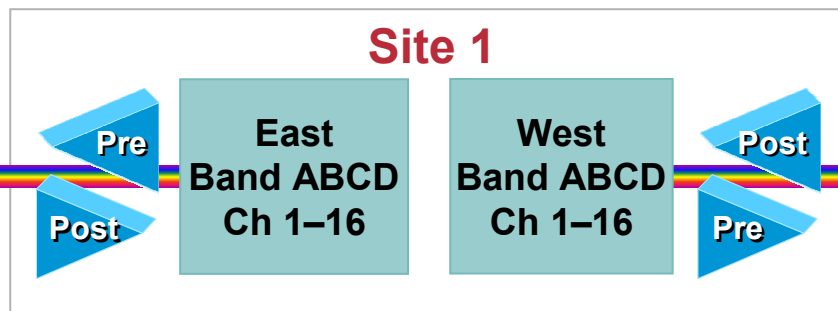 Site 1
Pre
Post
East
Band ABCD
Ch 1–16
West
Band ABCD
Ch 1–16
Post
Pre